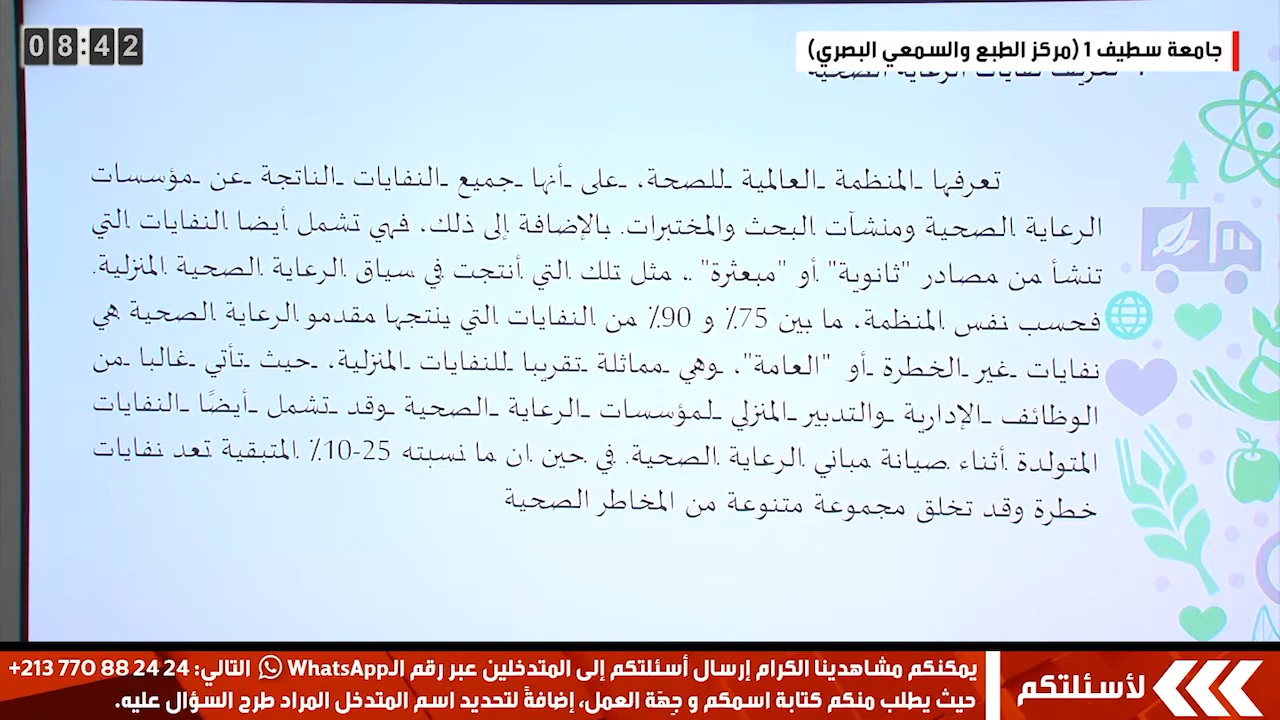 08:42
جامعة سطيف 1 (مركز الطبع والسمعي البصري)
تعريف نفايات الرعاية الصحية
تعرفها المنظمة العالمية للصحة، على أنها جميع النفايات الناتجة عن مؤسسات
الرعاية الصحية ومنشآت البحث والمختبرات. بالإضافة إلى ذلك، فهي تشمل أيضا النفايات التي
تنشأ من مصادر "ثانوية" أو "مبعثرة" ، مثل تلك التي أنتجت في سياق الرعاية الصحية المنزلية.
فحسب نفس المنظمة، ما بين 75٪ و 90٪ من النفايات التي ينتجها مقدمو الرعاية الصحية هي
نفايات غير الخطرة أو "العامة"، وهي مماثلة تقريبا للنفايات المنزلية، حيث تأتي غالبا من
الوظائف الإدارية والتدبير المنزلي لمؤسسات الرعاية الصحية وقد تشمل أيضًا النفايات
المتولدة أثناء صيانة مباني الرعاية الصحية. في حين ان ما نسبته 25-10٪ المتبقية تعد نفايات
خطرة وقد تخلق مجموعة متنوعة من المخاطر الصحية
لأسئلتكم
يمكنكم مشاهدينا الكرام إرسال أسئلتكم إلى المتدخلين عبر رقم الـWhatsApp التالي: 24 24 88 770 213+
حيث يطلب منكم كتابة اسمكم و جهَة العمل، إضافةً لتحديد اسم المتدخل المراد طرح السؤال عليه.